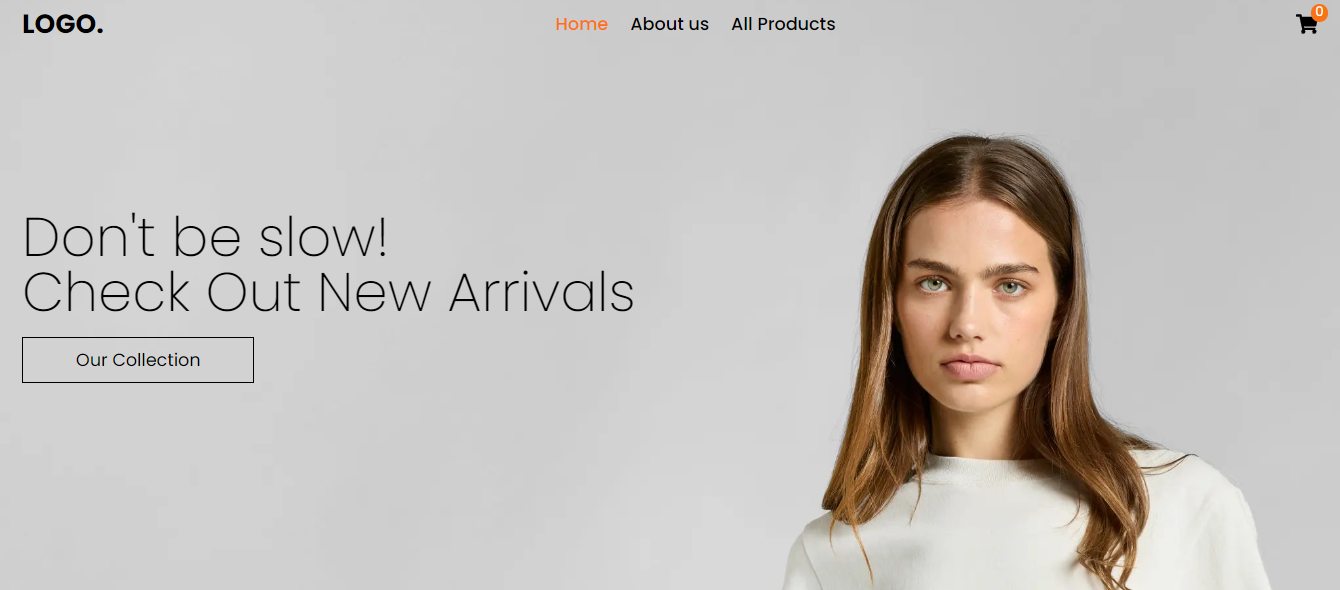 LOGO.
Home
About us
All Products
0
Don't be slow!
Check Out New Arrivals
Our Collection